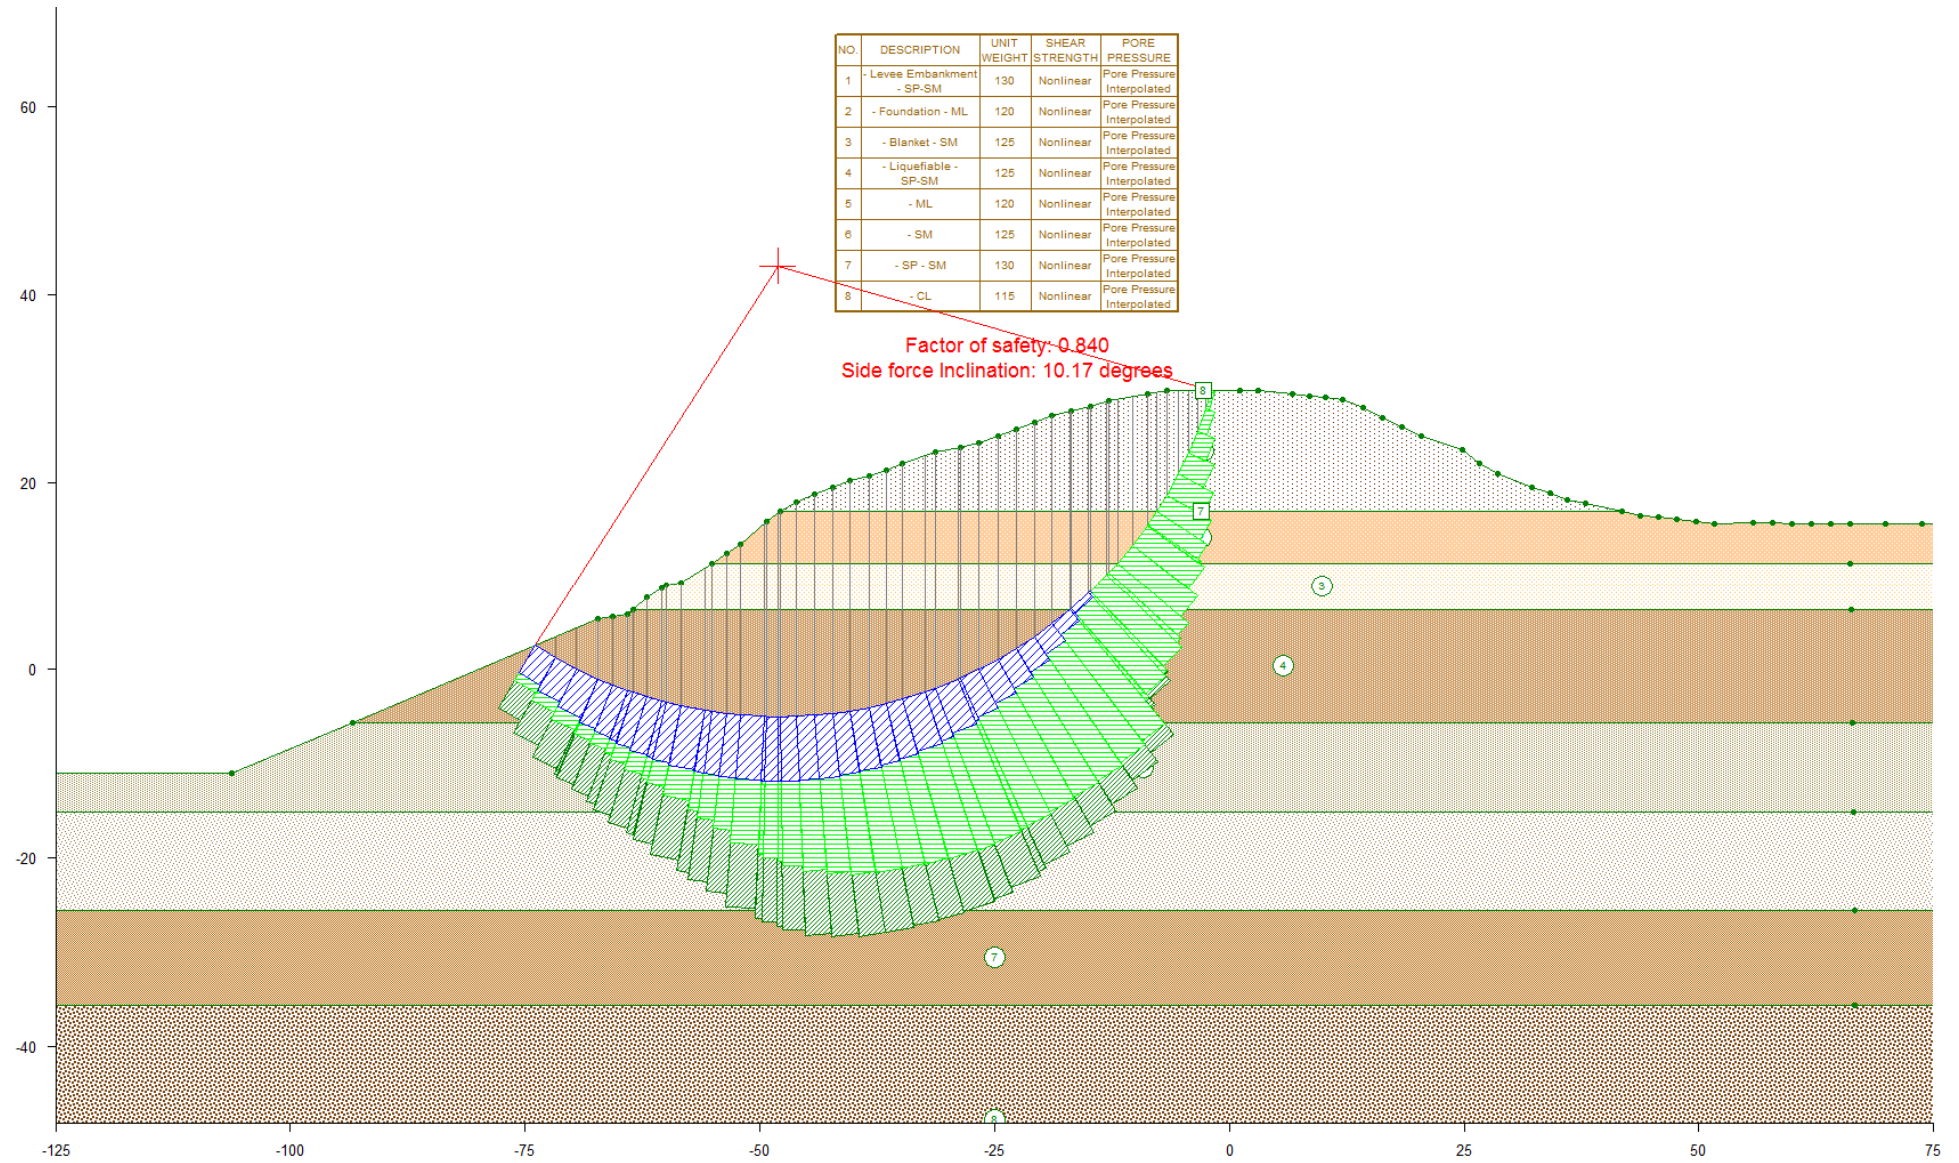 60
40
20
0
-20
-40
NO. DESCRIPTION UNIT WEIGHT SHEAR STRENGTH PORE PRESSURE
1 - Levee Embankment - SP-SM 130 Nonlinear Pore Pressure Interpolated
2 - Foundation - ML 120 Nonlinear Pore Pressure Interpolated
3 - Blanket - SM 125 Nonlinear Pore Pressure Interpolated
4 - Liquefiable - SP-SM 125 Nonlinear Pore Pressure Interpolated
5 - ML 120 Nonlinear Pore Pressure Interpolated
6 - SM 125 Nonlinear Pore Pressure Interpolated
7 - SP - SM 130 Nonlinear Pore Pressure Interpolated
8 - CL 115 Nonlinear Pore Pressure Interpolated
Factor of safety: 0.840
Side force Inclination: 10.17 degrees
8
7
3
4
7
-125 -100 -75 -50 -25 0 25 50 75